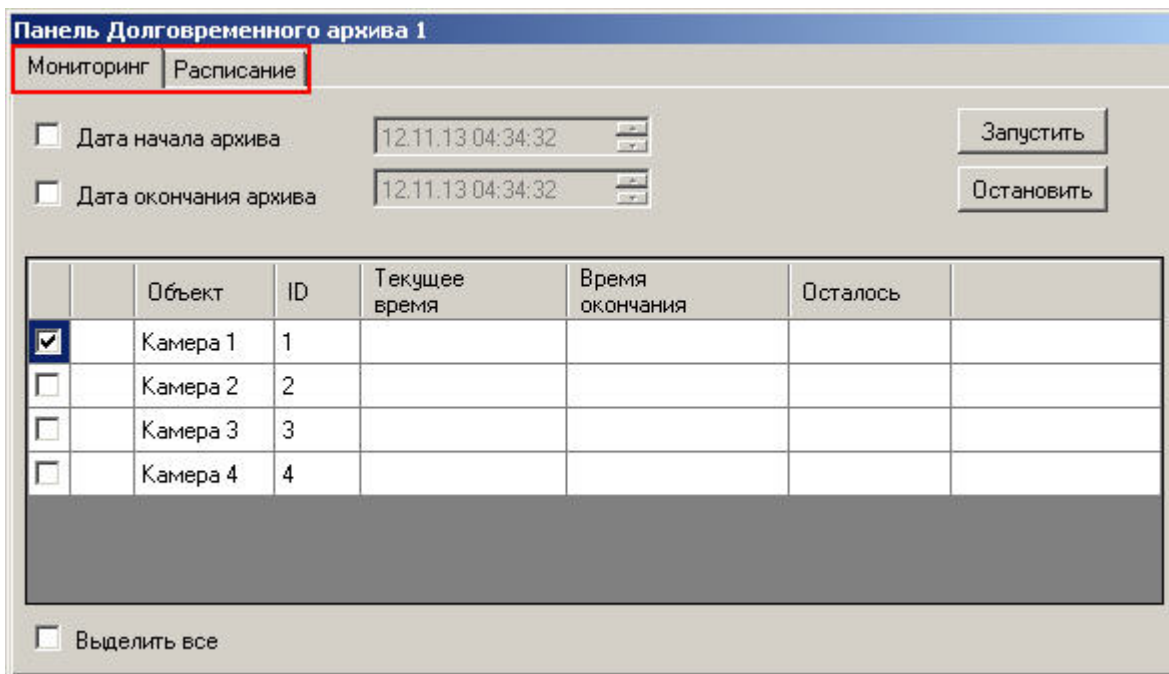 Панель Долговременного архива 1
Мониторинг Расписание
Дата начала архива 12.11.13 04:34:32 Запустить
Дата окончания архива 12.11.13 04:34:32 Остановить
Объект ID Текущее время Время окончания Осталось
Камера 1 1
Камера 2 2
Камера 3 3
Камера 4 4
Выделить все